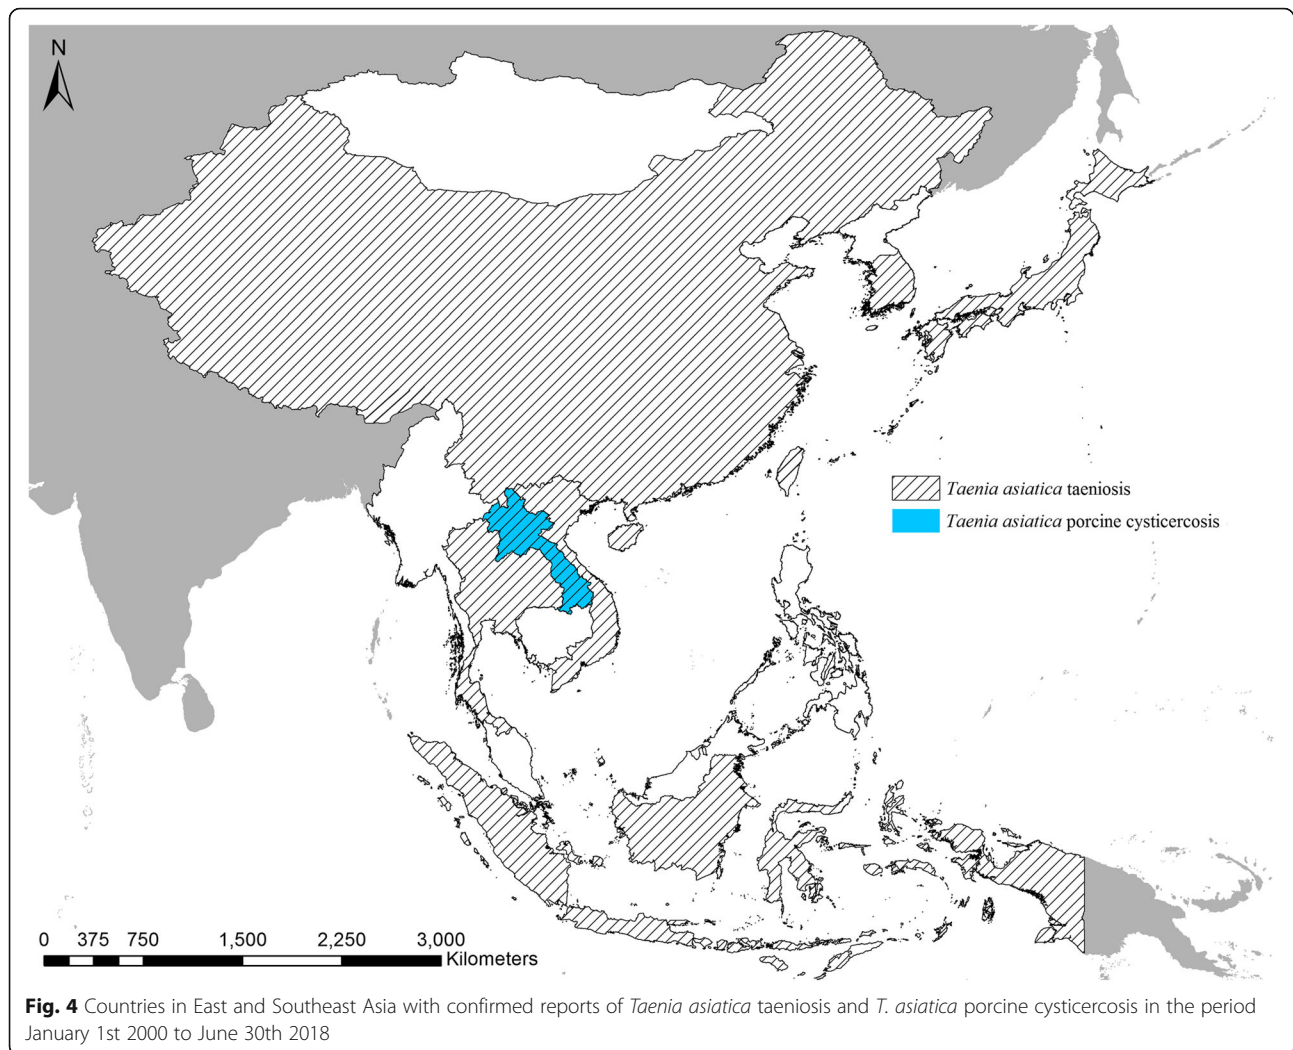 N
Taenia asiatica taeniosis
Taenia asiatica porcine cysticercosis
0 375 750 1,500 2,250 3,000
Kilometers
Fig. 4 Countries in East and Southeast Asia with confirmed reports of Taenia asiatica taeniosis and T. asiatica porcine cysticercosis in the period
January 1st 2000 to June 30th 2018